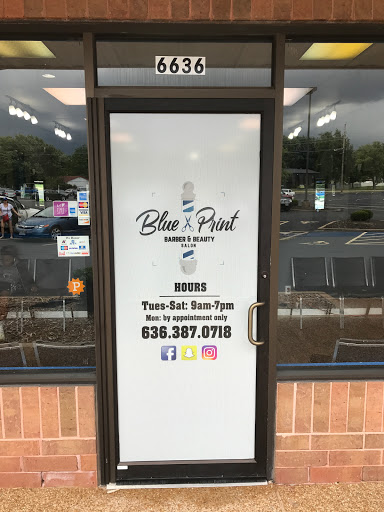 6636
Blue Print
BARBER & BEAUTY
SALON
HOURS
Tues-Sat: 9am-7pm
Mon: by appointment only
636.387.0718